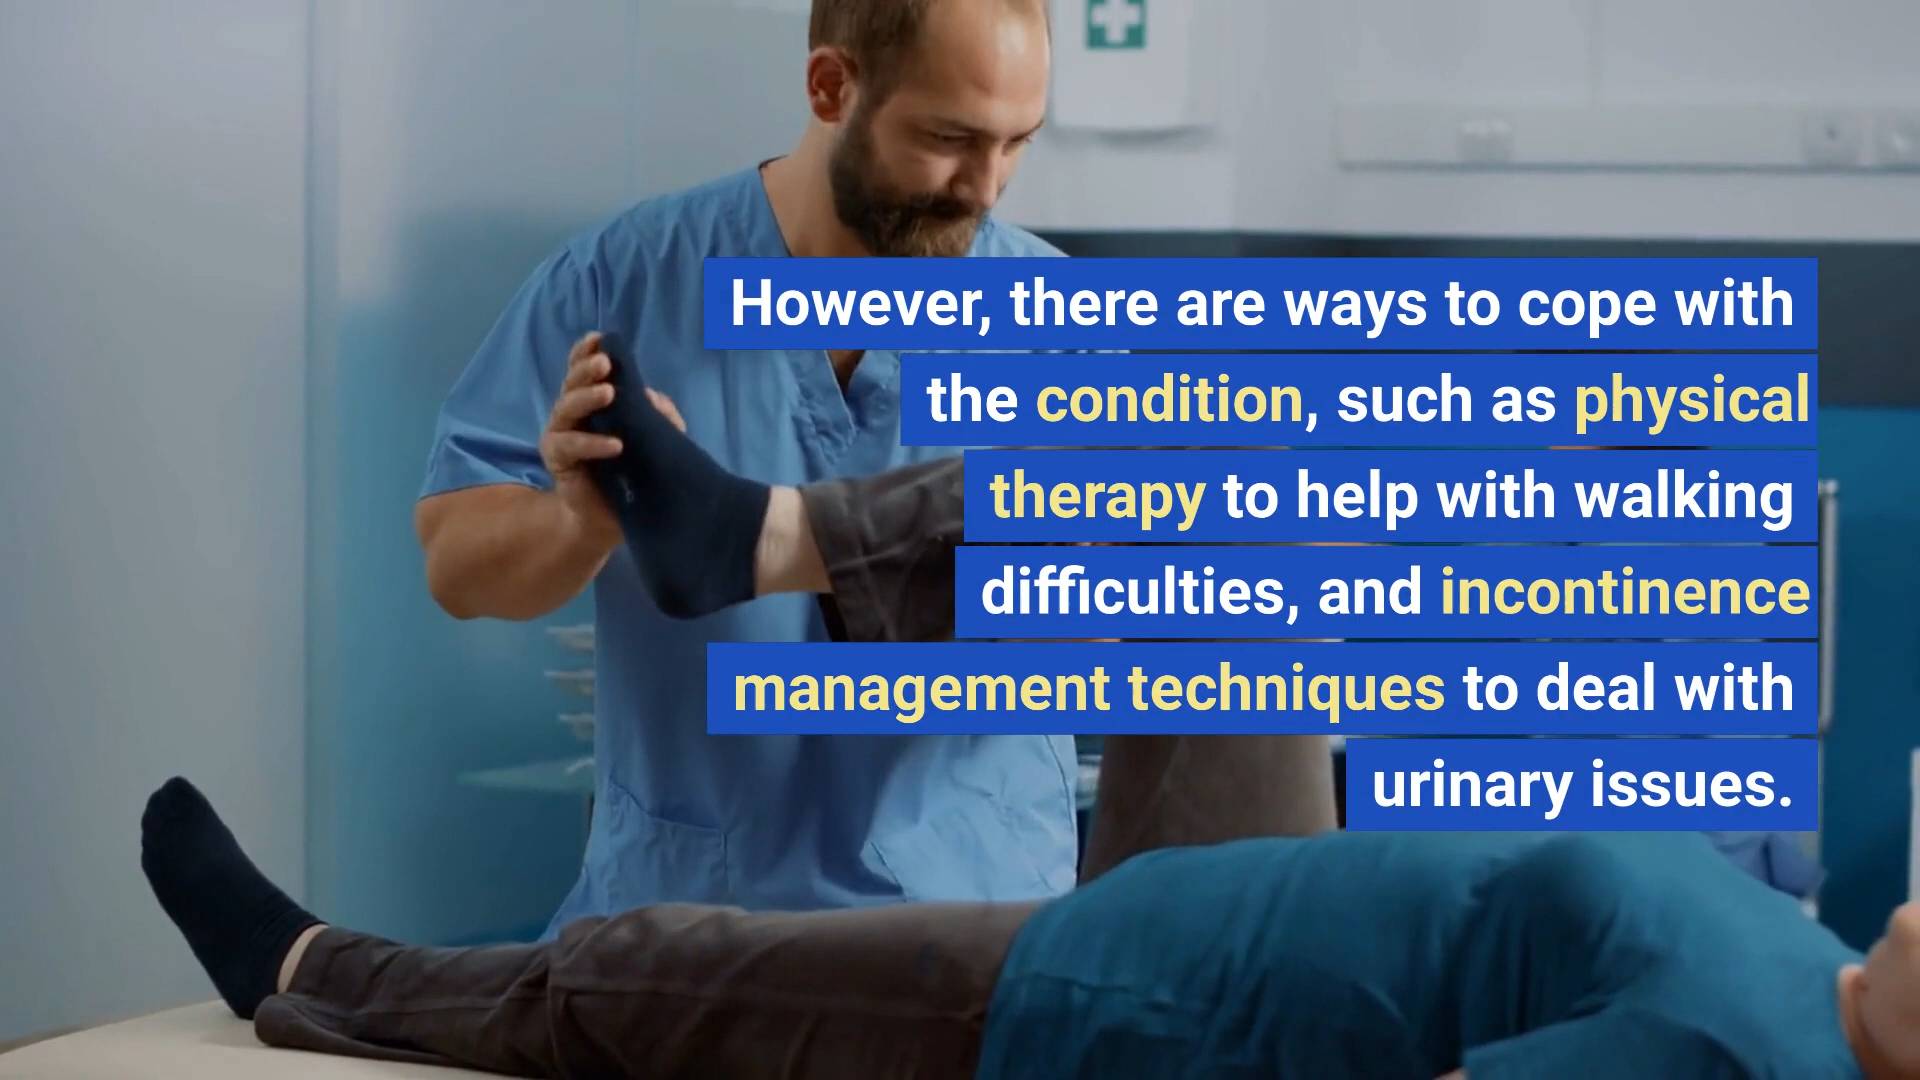 However, there are ways to cope with
the condition, such as physical
therapy to help with walking
difficulties, and incontinence
management techniques to deal with
urinary issues.